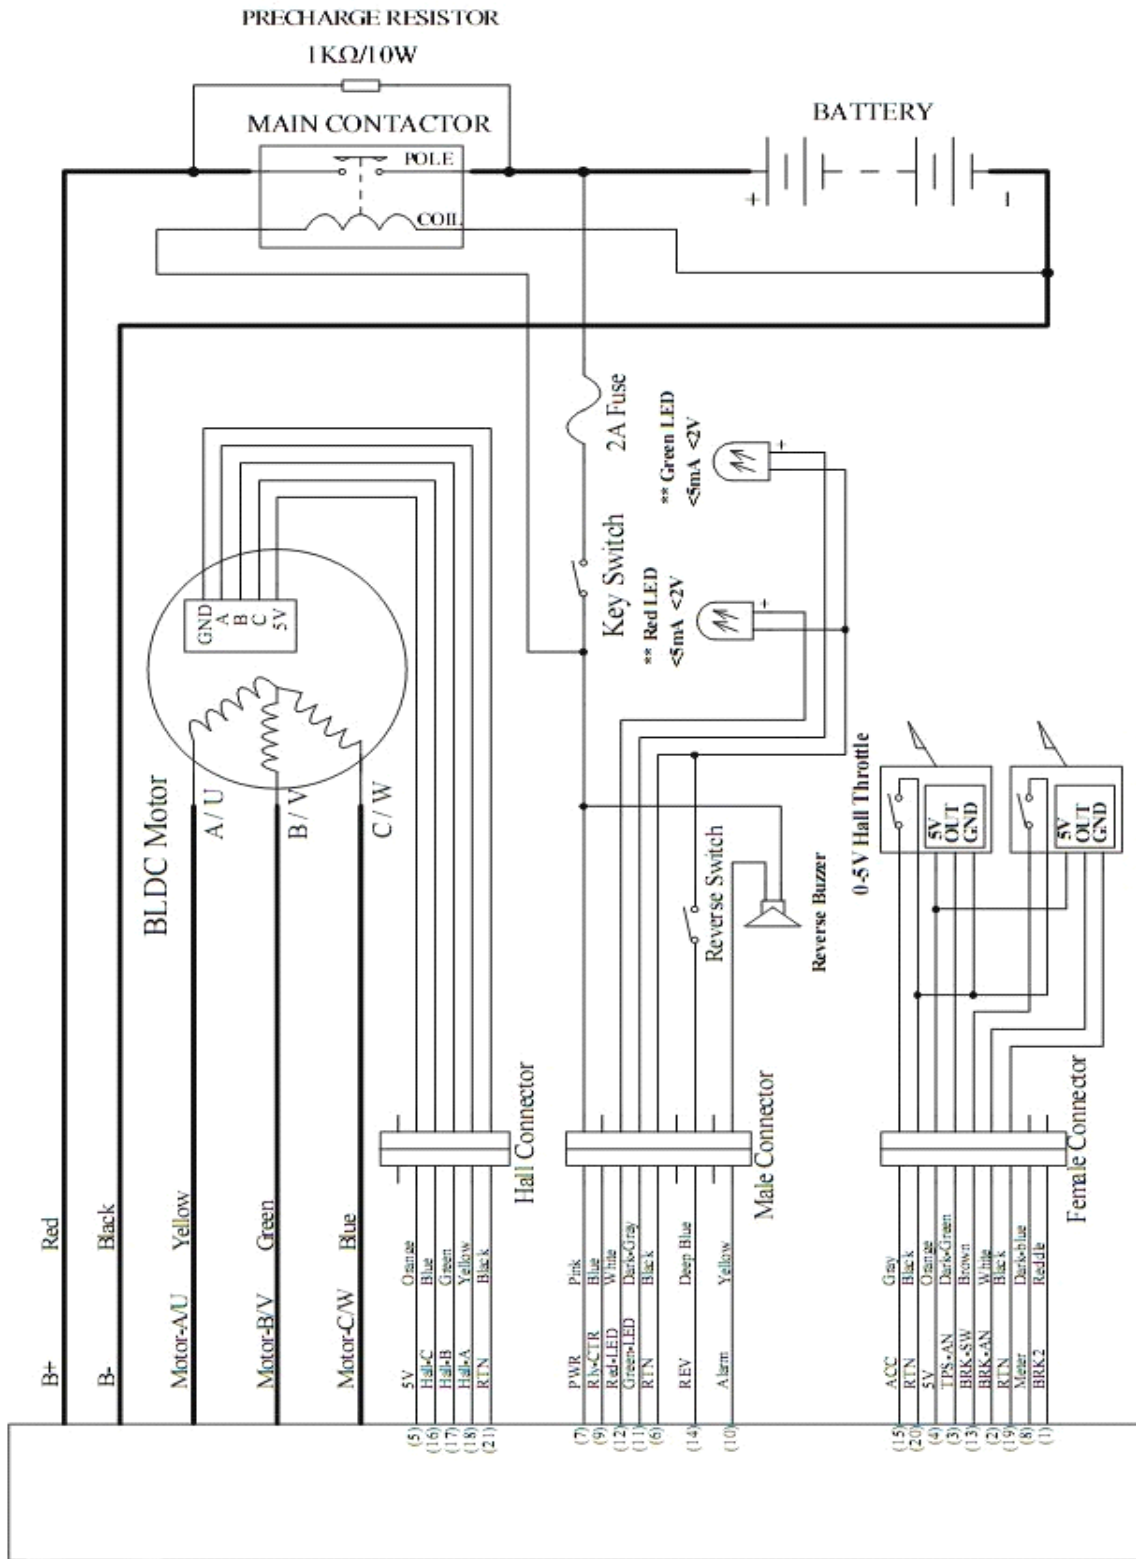 PRECHARGE RESISTOR
1KΩ/10W
MAIN CONTACTOR
POLE
COIL
BATTERY
+
−
2A Fuse
** Green LED
<5mA <2V
+
Key Switch
** Red LED
<5mA <2V
+
GND
A
B
C
5V
BLDC Motor
A / U
B / V
C / W
Reverse Switch
Reverse Buzzer
0-5V Hall Throttle
5V
OUT
GND
5V
OUT
GND
Hall Connector
Male Connector
Female Connector
B+ Red
B- Black
Motor-A/U Yellow
Motor-B/V Green
Motor-C/W Blue
(5) 5V Orange
(16) Hall-C Blue
(17) Hall-B Green
(18) Hall-A Yellow
(21) RTN Black
(7) PWR Pink
(9) Rly-CTR Blue
(12) Red-LED White
(11) Green-LED Dark-Gray
(6) RTN Black
(14) REV Deep Blue
(10) Alarm Yellow
(15) ACC Gray
(20) RTN Black
(4) 5V Orange
(3) TPS-AN Dark-Green
(13) BRK-SW Brown
(2) BRK-AN White
(19) RTN Black
(8) Meter Dark-blue
(1) BRK2 Reddle